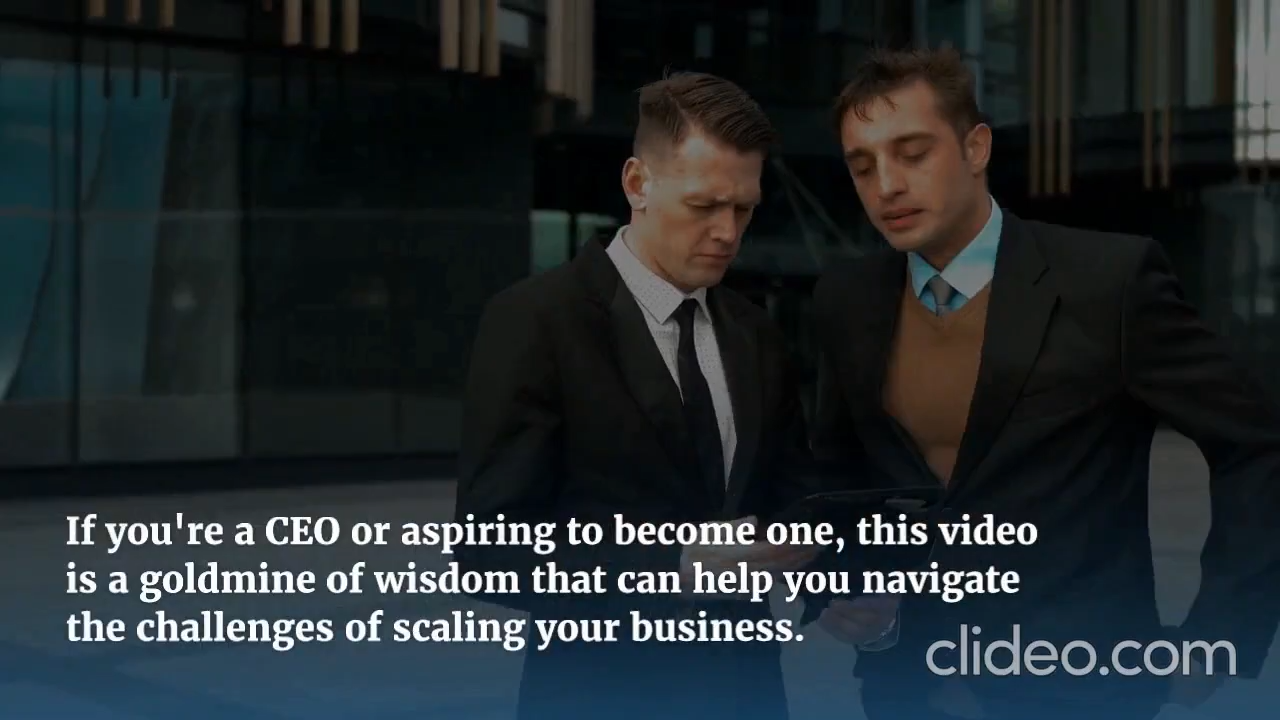 If you're a CEO or aspiring to become one, this video
is a goldmine of wisdom that can help you navigate
the challenges of scaling your business.
clideo.com